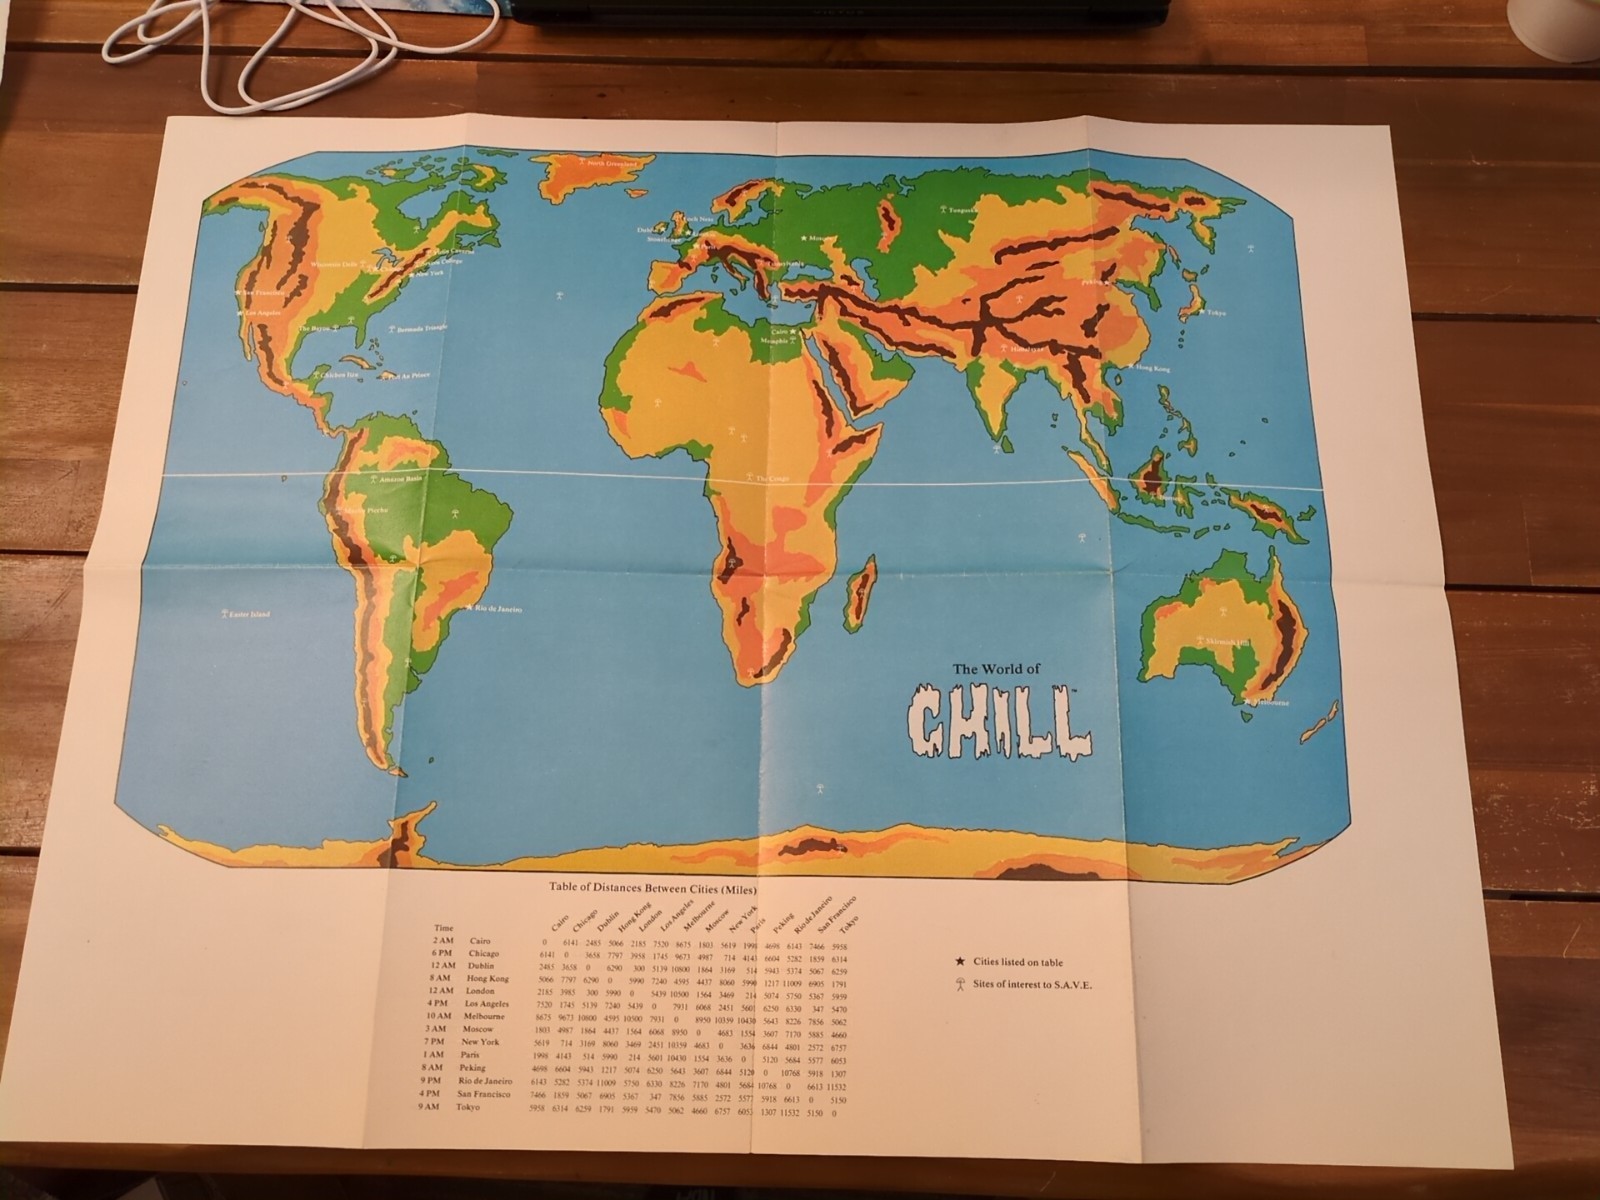 North Greenland
Tunguska
Loch Ness
Dublin
Stonehenge
Paris
Moscow
New York
San Francisco
Los Angeles
The Bayou
Bermuda Triangle
Chichen Itza
Port Au Prince
Cairo
Memphis
Peking
Tokyo
Himalayas
Hong Kong
Amazon Basin
Machu Picchu
The Congo
Easter Island
Rio de Janeiro
Melbourne
The World of
CHILL
Table of Distances Between Cities (Miles)
Time Cairo Chicago Dublin Hong Kong London Los Angeles Melbourne Moscow New York Paris Peking Rio de Janeiro San Francisco Tokyo
2 AM Cairo 0 6141 2485 5066 2185 7520 8675 1803 5619 1998 4698 6143 7466 5958
6 PM Chicago 6141 0 3658 7797 3958 1745 9673 4987 714 4143 6604 5282 1859 6314
12 AM Dublin 2485 3658 0 6290 300 5139 10800 1864 3169 514 5943 5374 5067 6259
8 AM Hong Kong 5066 7797 6290 0 5990 7240 4595 4437 8060 5990 1217 11009 6905 1791
12 AM London 2185 3985 300 5990 0 5439 10500 1564 3469 214 5074 5750 5367 5959
4 PM Los Angeles 7520 1745 5139 7240 5439 0 7931 6068 2451 5601 6250 6330 347 5470
10 AM Melbourne 8675 9673 10800 4595 10500 7931 0 8950 10359 10430 5643 8226 7856 5062
3 AM Moscow 1803 4987 1864 4437 1564 6068 8950 0 4683 1554 3607 7170 5885 4660
7 PM New York 5619 714 3169 8060 3469 2451 10359 4683 0 3636 6844 4801 2572 6757
1 AM Paris 1998 4143 514 5990 214 5601 10430 1554 3636 0 5120 5684 5577 6053
8 AM Peking 4698 6604 5943 1217 5074 6250 5643 3607 6844 5120 0 10768 5918 1307
9 PM Rio de Janeiro 6143 5282 5374 11009 5750 6330 8226 7170 4801 5684 10768 0 6613 11532
4 PM San Francisco 7466 1859 5067 6905 5367 347 7856 5885 2572 5577 5918 6613 0 5150
9 AM Tokyo 5958 6314 6259 1791 5959 5470 5062 4660 6757 6053 1307 11532 5150 0
Cities listed on table
Sites of interest to S.A.V.E.